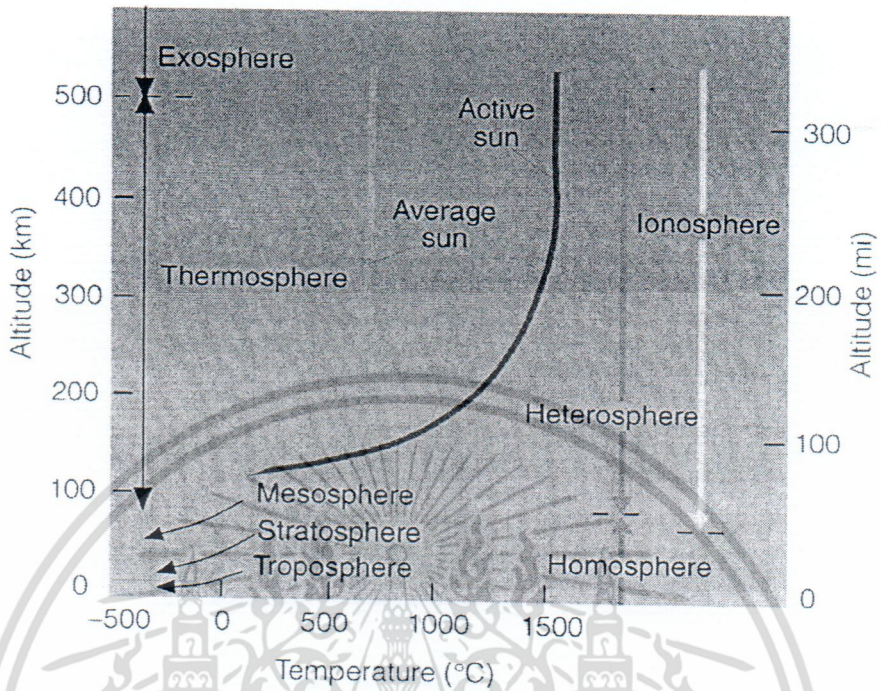 Exosphere
500
400
300
200
100
0
Altitude (km)
Active
sun
Average
sun
Thermosphere
Ionosphere
Heterosphere
Mesosphere
Stratosphere
Troposphere
Homosphere
300
200
100
0
Altitude (mi)
–500
0
500
1000
1500
Temperature (°C)